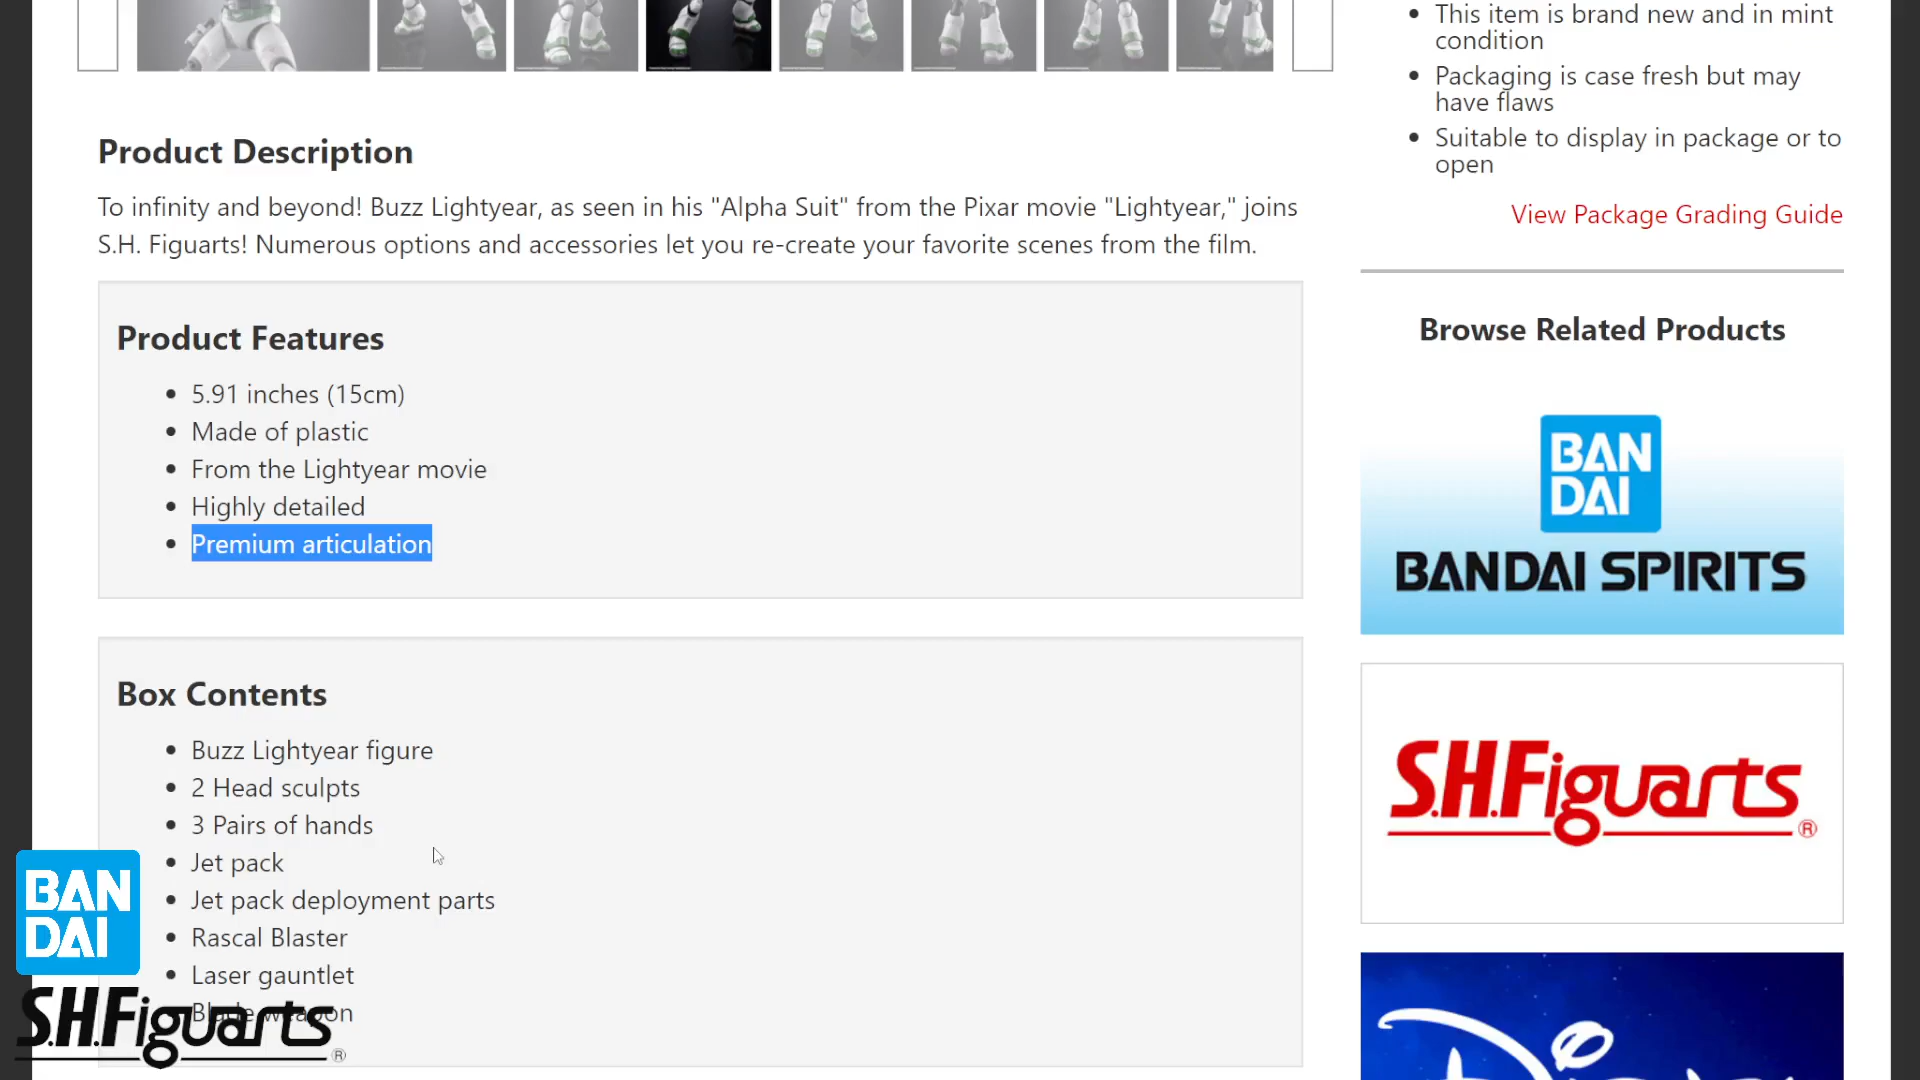 Product Description
To infinity and beyond! Buzz Lightyear, as seen in his "Alpha Suit" from the Pixar movie "Lightyear," joins
S.H. Figuarts! Numerous options and accessories let you re-create your favorite scenes from the film.
Product Features
5.91 inches (15cm)
Made of plastic
From the Lightyear movie
Highly detailed
Premium articulation
Box Contents
Buzz Lightyear figure
2 Head sculpts
3 Pairs of hands
Jet pack
Jet pack deployment parts
Rascal Blaster
Laser gauntlet
Blade weapon
BAN
DAI
S.H.Figuarts®
This item is brand new and in mint
condition
Packaging is case fresh but may
have flaws
Suitable to display in package or to
open
View Package Grading Guide
Browse Related Products
BAN
DAI
BANDAI SPIRITS
S.H.Figuarts®
Disney